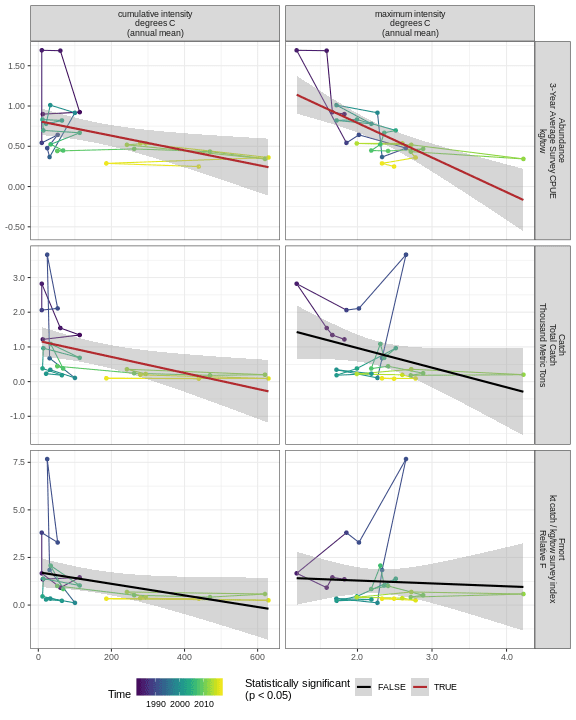 cumulative intensity
degrees C
(annual mean)
maximum intensity
degrees C
(annual mean)
1.50
1.00
0.50
0.00
-0.50
Abundance
3-Year Average Survey CPUE
kg/tow
3.0
2.0
1.0
0.0
-1.0
Catch
Total Catch
Thousand Metric Tons
7.5
5.0
2.5
0.0
Fmort
kt catch / kg/tow survey index
Relative F
0 200 400 600
2.0 3.0 4.0
Time
1990 2000 2010
Statistically significant
(p < 0.05)
FALSE TRUE